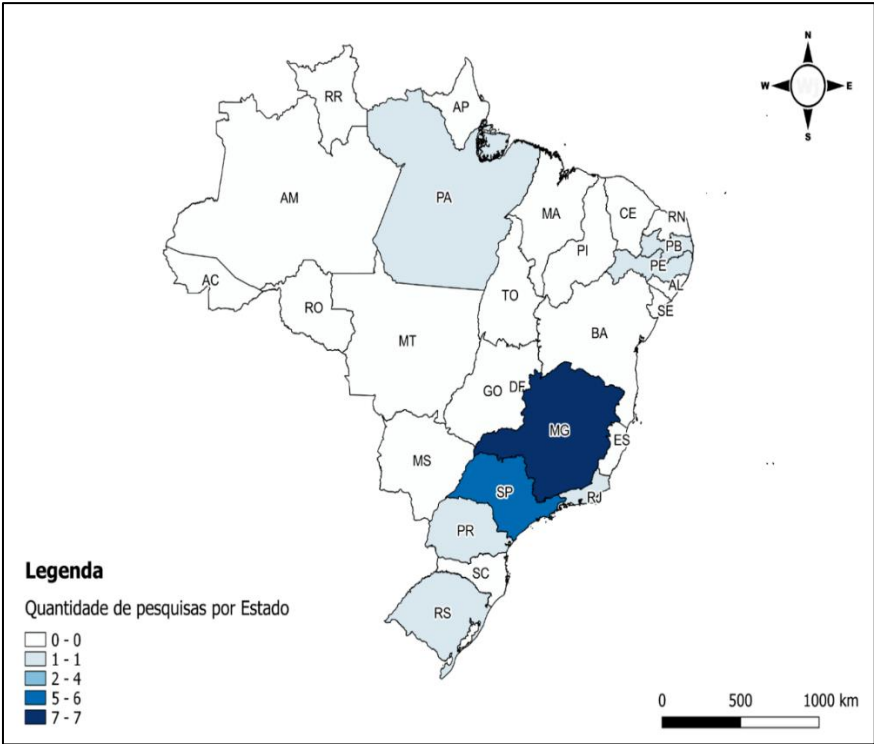 N
W
E
S
RR
AP
AM
PA
MA
CE
RN
PB
PI
PE
AL
SE
AC
RO
TO
BA
MT
GO
DF
MG
ES
MS
SP
RJ
PR
SC
RS
Legenda
Quantidade de pesquisas por Estado
0 - 0
1 - 1
2 - 4
5 - 6
7 - 7
0 500 1000 km